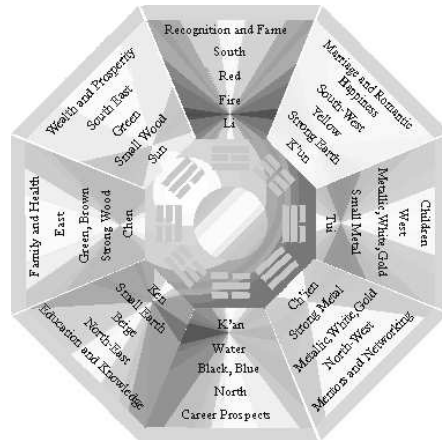 Recognition and Fame
South
Red
Fire
Li
Marriage and Romantic
Happiness
South-West
Yellow
Strong Earth
K'un
Children
West
Metallic, White, Gold
Small Metal
Tui
Mentors and Networking
North-West
Metallic, White, Gold
Strong Metal
Ch'ien
K'an
Water
Black, Blue
North
Career Prospects
Ken
Small Earth
Beige
North-East
Education and Knowledge
Family and Health
East
Green, Brown
Strong Wood
Chen
Wealth and Prosperity
South East
Green
Small Wood
Sun